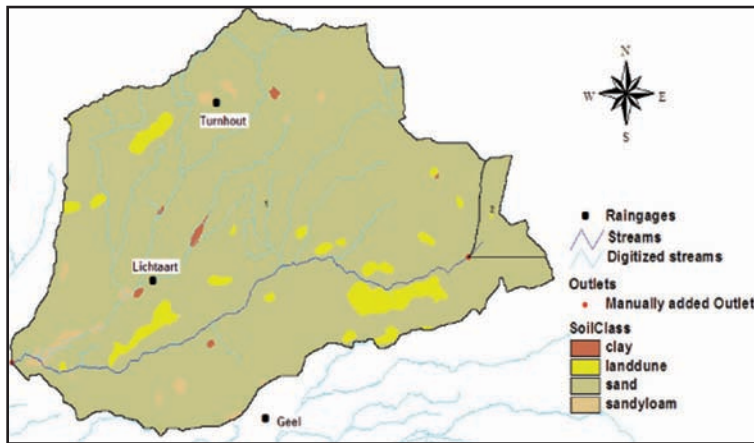 N
W E
S
Turnhout
1
2
Lichtaart
Geel
Raingages
Streams
Digitized streams
Outlets
Manually added Outlet
SoilClass
clay
landdune
sand
sandyloam